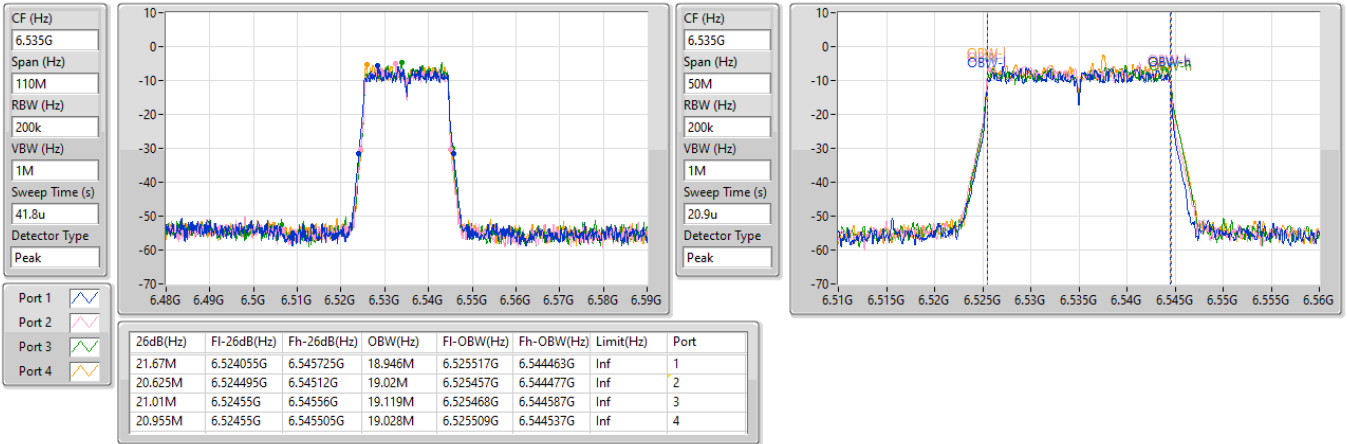 CF (Hz)
6.535G
Span (Hz)
110M
RBW (Hz)
200k
VBW (Hz)
1M
Sweep Time (s)
41.8u
Detector Type
Peak
10-
0-
-10-
-20-
-30-
-40-
-50-
-60-
-70-
6.48G 6.49G 6.5G 6.51G 6.52G 6.53G 6.54G 6.55G 6.56G 6.57G 6.58G 6.59G
CF (Hz)
6.535G
Span (Hz)
50M
RBW (Hz)
200k
VBW (Hz)
1M
Sweep Time (s)
20.9u
Detector Type
Peak
10-
0-
-10-
-20-
-30-
-40-
-50-
-60-
-70-
OBW-l OBW-h
6.51G 6.515G 6.52G 6.525G 6.53G 6.535G 6.54G 6.545G 6.55G 6.555G 6.56G
Port 1
Port 2
Port 3
Port 4
26dB(Hz) Fl-26dB(Hz) Fh-26dB(Hz) OBW(Hz) Fl-OBW(Hz) Fh-OBW(Hz) Limit(Hz) Port
21.67M 6.524055G 6.545725G 18.946M 6.525517G 6.544463G Inf 1
20.625M 6.524495G 6.54512G 19.02M 6.525457G 6.544477G Inf 2
21.01M 6.52455G 6.54556G 19.119M 6.525468G 6.544587G Inf 3
20.955M 6.52455G 6.545505G 19.028M 6.525509G 6.544537G Inf 4